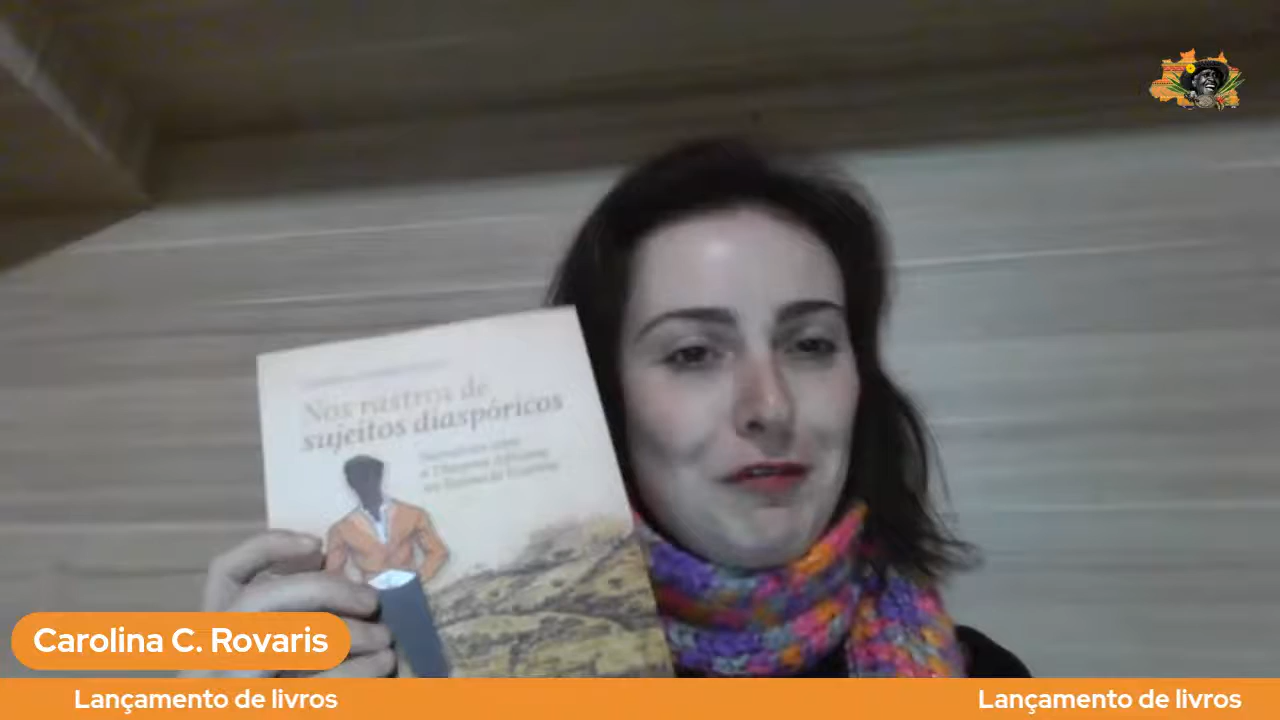 Nos rastros de
sujeitos diaspóricos
Carolina C. Rovaris
Lançamento de livros
Lançamento de livros